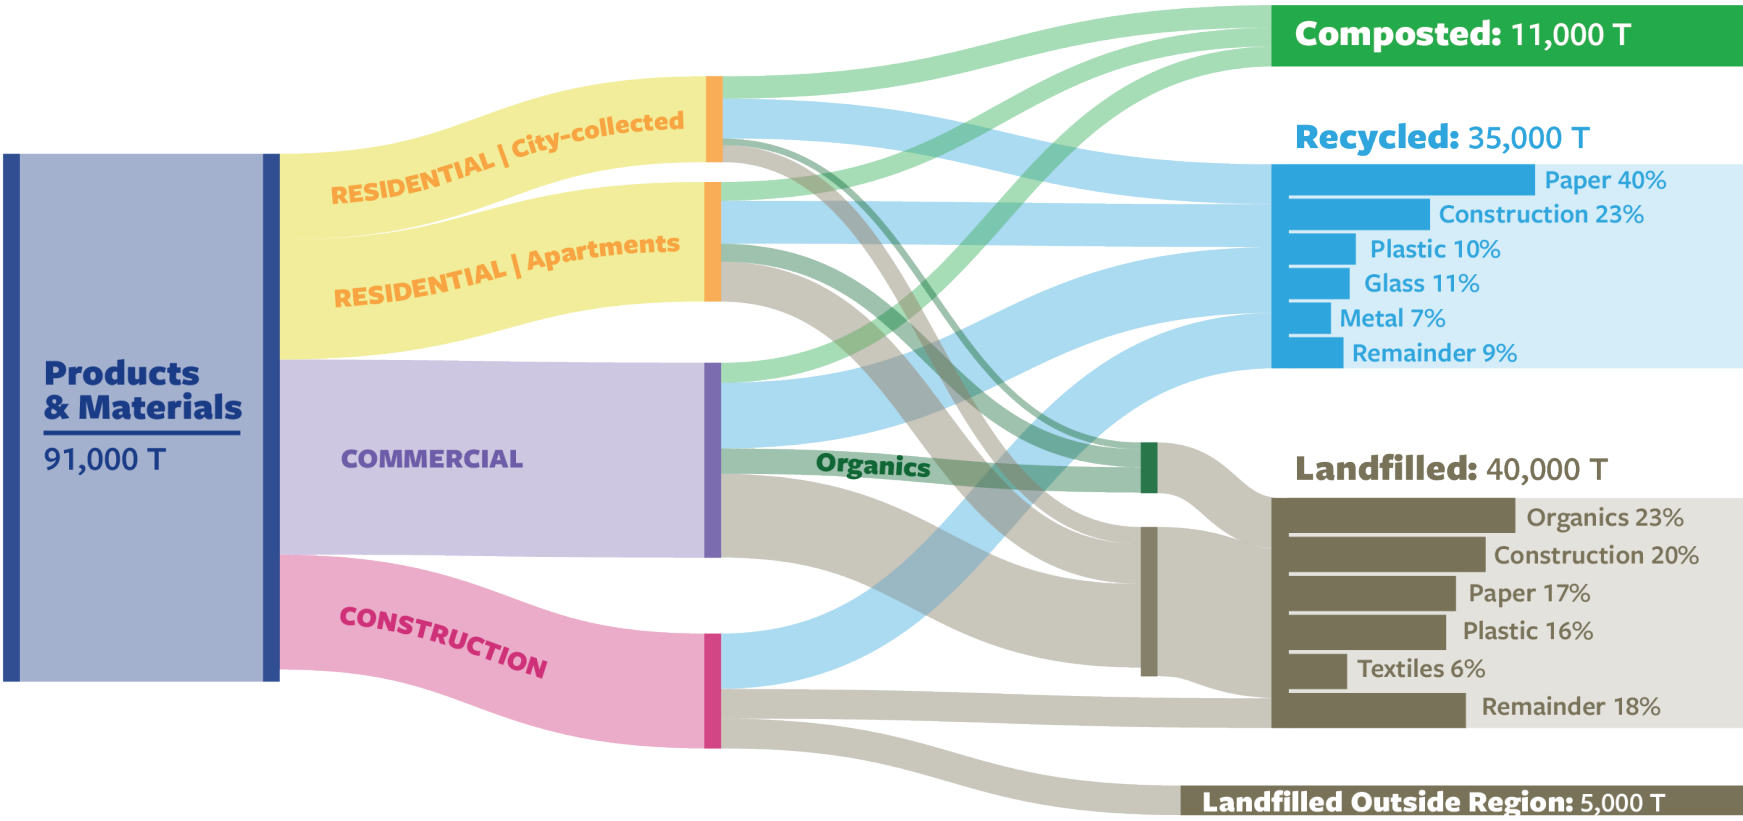 Products
& Materials
91,000 T
RESIDENTIAL | City-collected
RESIDENTIAL | Apartments
COMMERCIAL
CONSTRUCTION
Organics
Composted: 11,000 T
Recycled: 35,000 T
Paper 40%
Construction 23%
Plastic 10%
Glass 11%
Metal 7%
Remainder 9%
Landfilled: 40,000 T
Organics 23%
Construction 20%
Paper 17%
Plastic 16%
Textiles 6%
Remainder 18%
Landfilled Outside Region: 5,000 T